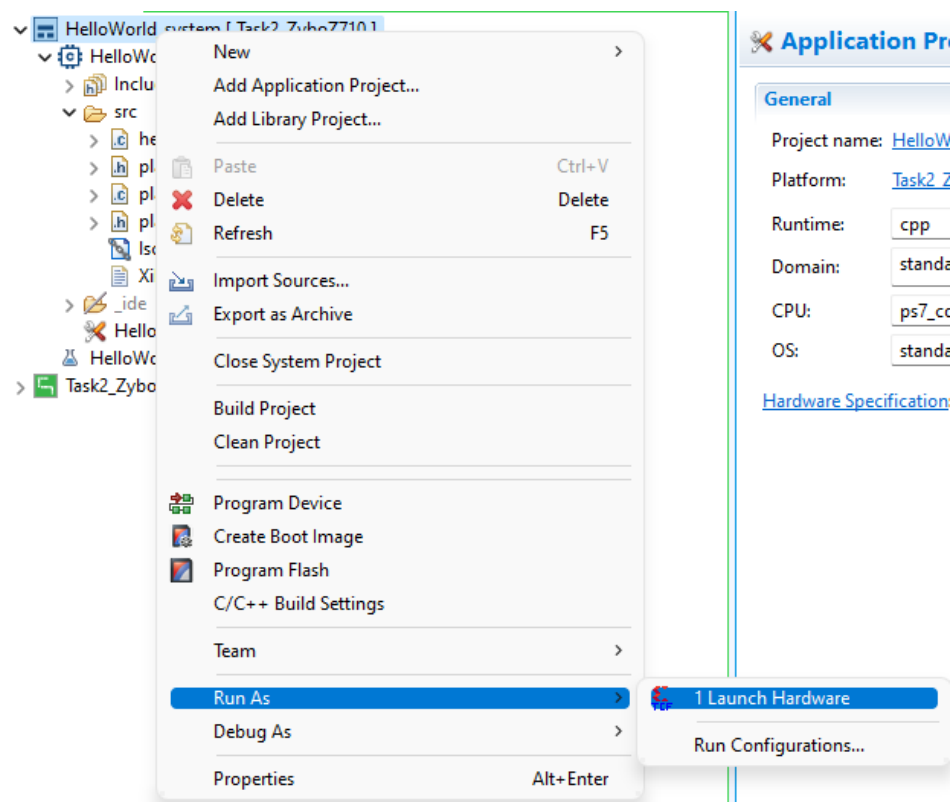 HelloWorld_system [ Task2_ZyboZ710 ]
HelloWo
Inclu
src
he
pl
pl
pl
lsc
Xi
_ide
Hello
HelloWo
Task2_Zybo
New
Add Application Project...
Add Library Project...
Paste Ctrl+V
Delete Delete
Refresh F5
Import Sources...
Export as Archive
Close System Project
Build Project
Clean Project
Program Device
Create Boot Image
Program Flash
C/C++ Build Settings
Team
Run As
Debug As
Properties Alt+Enter
1 Launch Hardware
Run Configurations...
Application Pr
General
Project name: HelloW
Platform: Task2_Z
Runtime: cpp
Domain: standa
CPU: ps7_co
OS: standa
Hardware Specification: